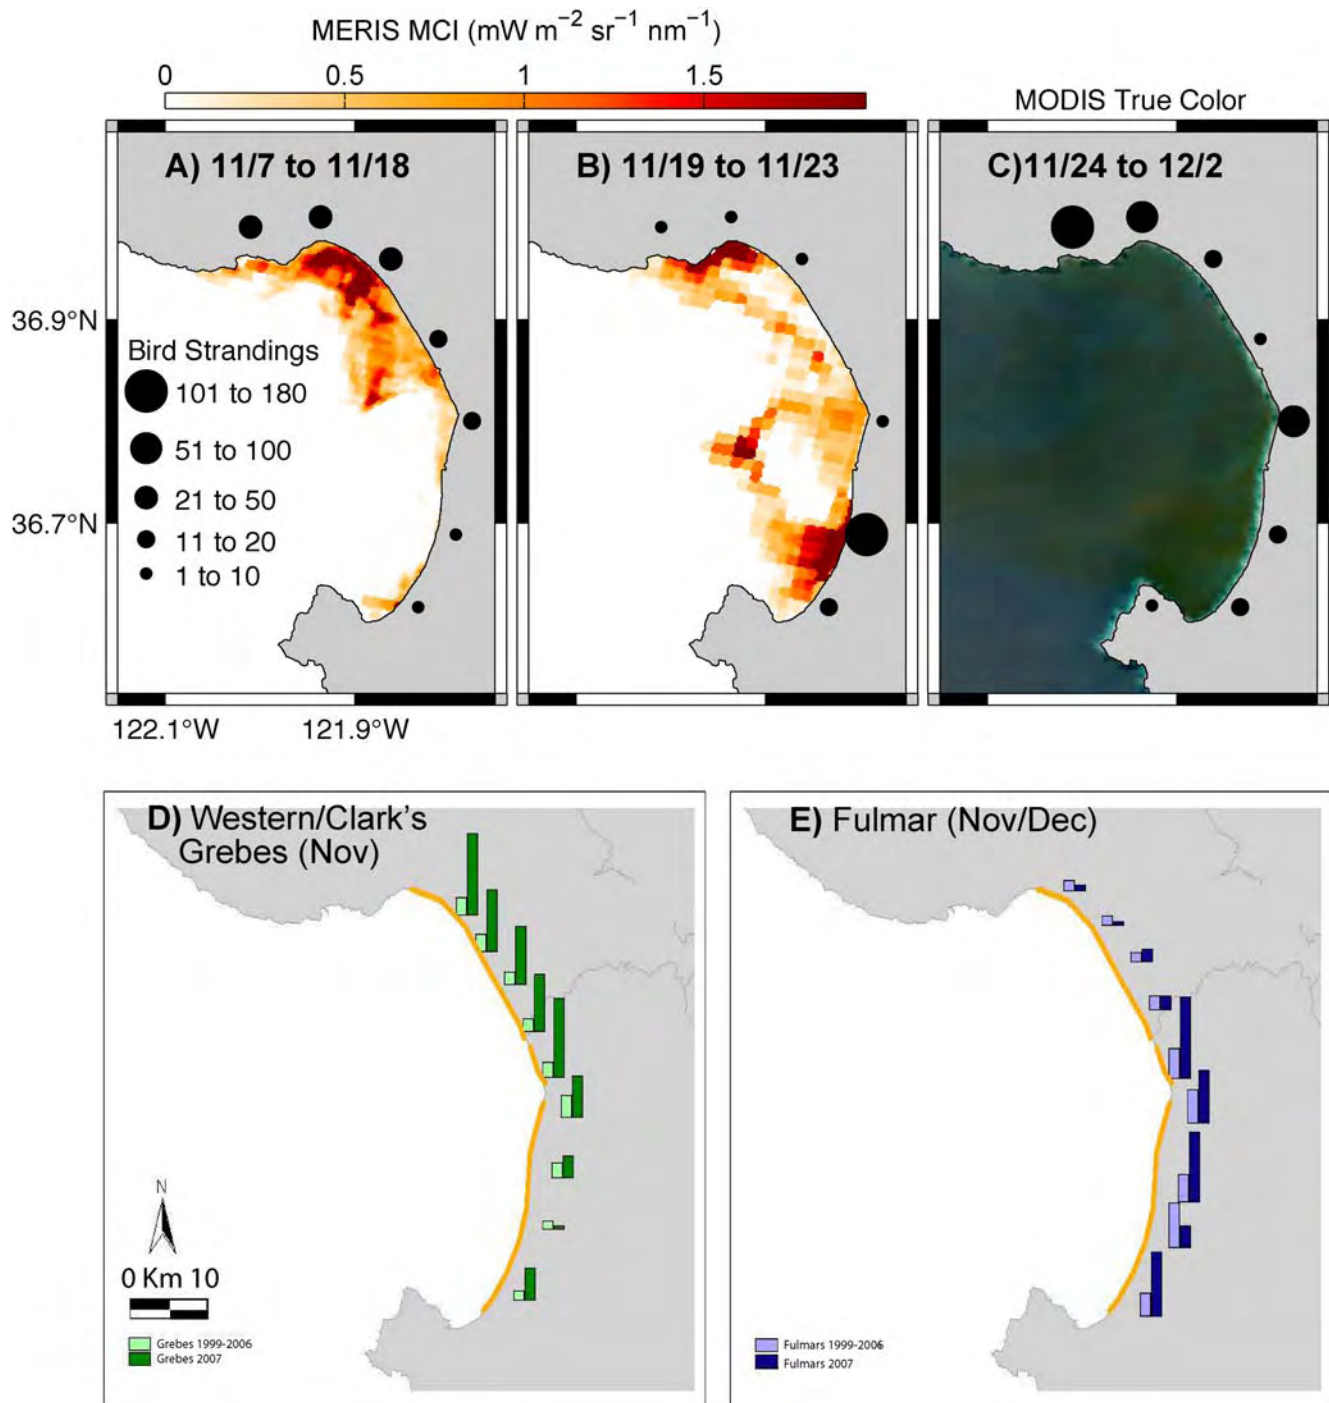 MERIS MCI (mW m⁻² sr⁻¹ nm⁻¹)
0 0.5 1 1.5
MODIS True Color
A) 11/7 to 11/18
B) 11/19 to 11/23
C)11/24 to 12/2
36.9°N
Bird Strandings
101 to 180
51 to 100
21 to 50
11 to 20
1 to 10
36.7°N
122.1°W 121.9°W
D) Western/Clark's
Grebes (Nov)
N
0 Km 10
Grebes 1999-2006
Grebes 2007
E) Fulmar (Nov/Dec)
Fulmars 1999-2006
Fulmars 2007